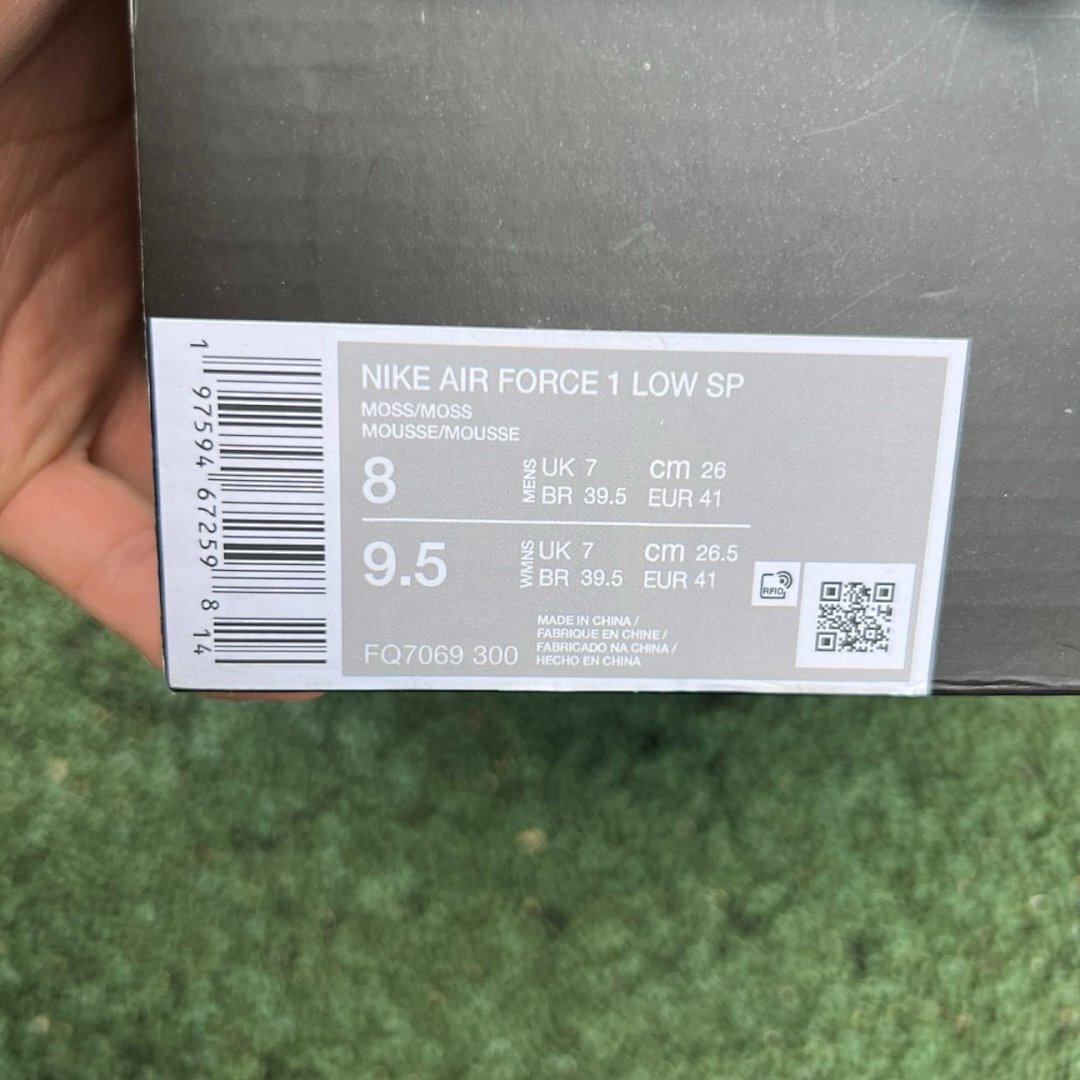 1 97594 67259 8 14
NIKE AIR FORCE 1 LOW SP
MOSS/MOSS
MOUSSE/MOUSSE
8
MENS
UK 7 cm 26
BR 39.5 EUR 41
9.5
WMNS
UK 7 cm 26.5
BR 39.5 EUR 41
RFID
FQ7069 300
MADE IN CHINA /
FABRIQUE EN CHINE /
FABRICADO NA CHINA /
HECHO EN CHINA